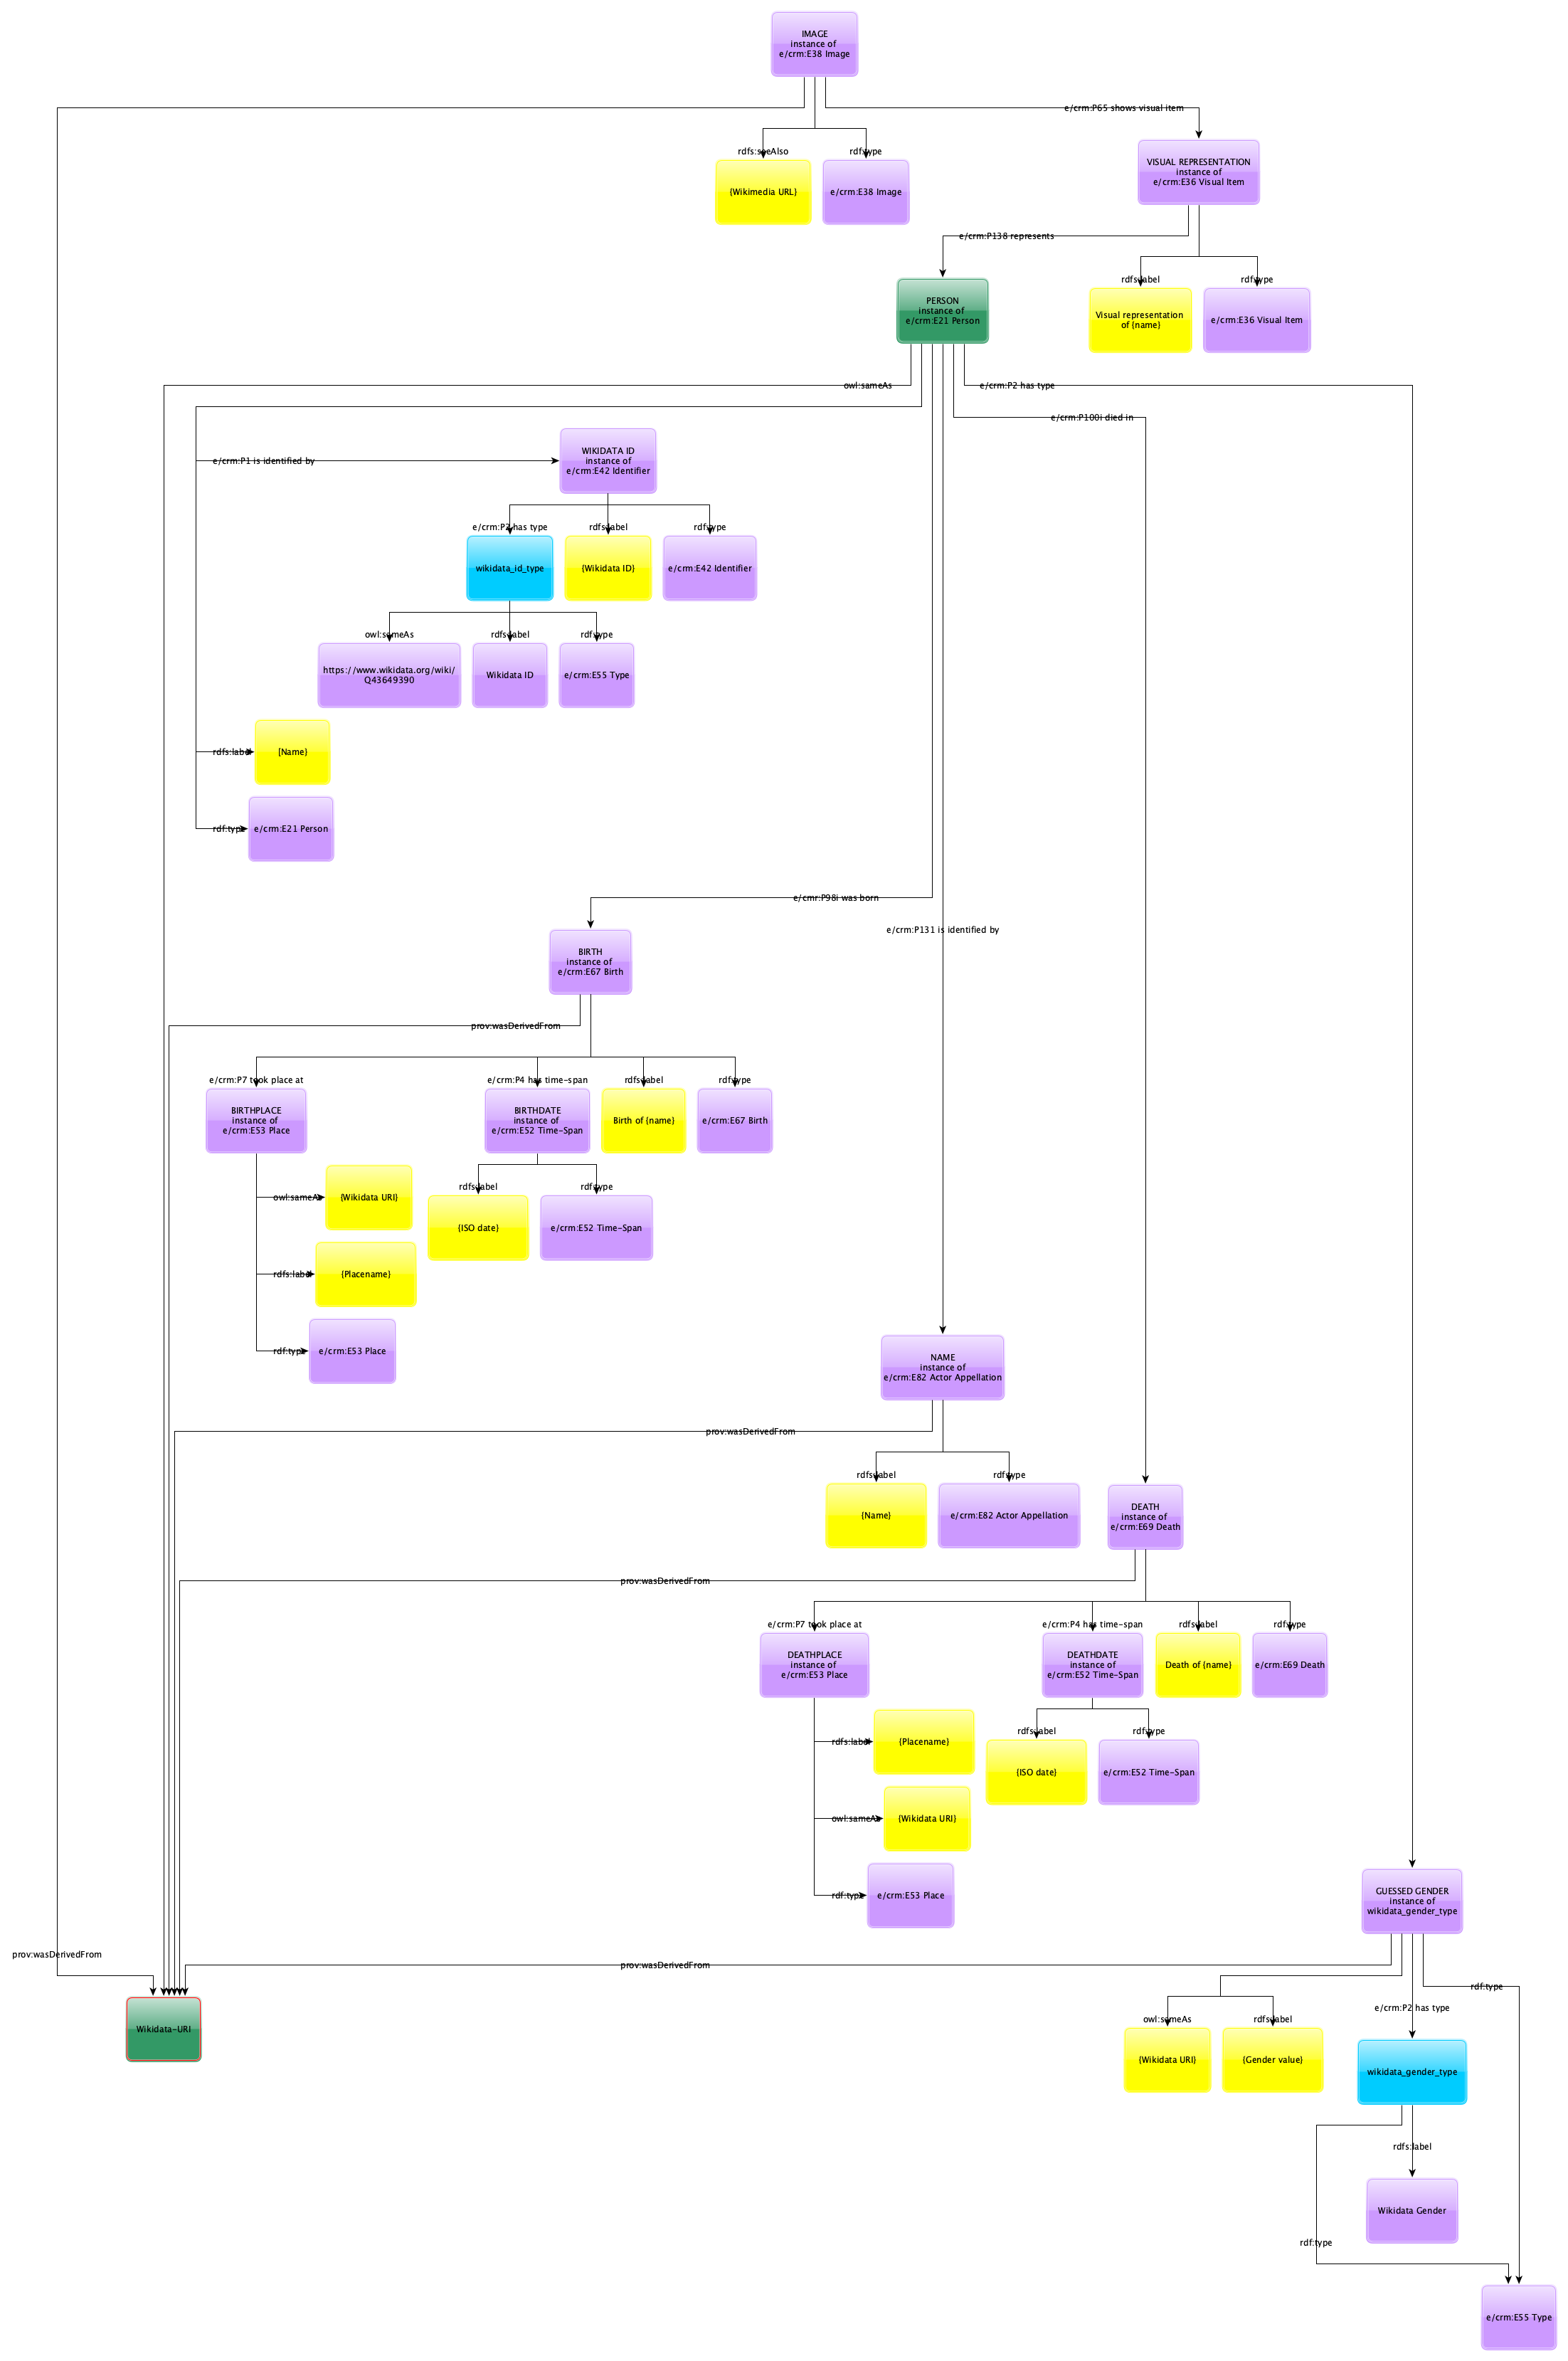 IMAGE
instance of
e/crm:E38 Image
e/crm:P65 shows visual item
rdfs:seeAlso
rdf:type
VISUAL REPRESENTATION
instance of
e/crm:E36 Visual Item
{Wikimedia URL}
e/crm:E38 Image
e/crm:P138 represents
rdfs:label
rdf:type
PERSON
instance of
e/crm:E21 Person
Visual representation
of {name}
e/crm:E36 Visual Item
owl:sameAs
e/crm:P2 has type
e/crm:P100i died in
WIKIDATA ID
instance of
e/crm:E42 Identifier
e/crm:P1 is identified by
e/crm:P2 has type
rdfs:label
rdf:type
wikidata_id_type
{Wikidata ID}
e/crm:E42 Identifier
owl:sameAs
rdfs:label
rdf:type
https://www.wikidata.org/wiki/
Q43649390
Wikidata ID
e/crm:E55 Type
rdfs:label
[Name}
rdf:type
e/crm:E21 Person
e/cmr:P98i was born
e/crm:P131 is identified by
BIRTH
instance of
e/crm:E67 Birth
prov:wasDerivedFrom
e/crm:P7 took place at
e/crm:P4 has time-span
rdfs:label
rdf:type
BIRTHPLACE
instance of
e/crm:E53 Place
BIRTHDATE
instance of
e/crm:E52 Time-Span
Birth of {name}
e/crm:E67 Birth
rdfs:label
rdf:type
owl:sameAs
{Wikidata URI}
{ISO date}
e/crm:E52 Time-Span
rdfs:label
{Placename}
rdf:type
e/crm:E53 Place
NAME
instance of
e/crm:E82 Actor Appellation
prov:wasDerivedFrom
rdfs:label
rdf:type
{Name}
e/crm:E82 Actor Appellation
DEATH
instance of
e/crm:E69 Death
prov:wasDerivedFrom
e/crm:P7 took place at
e/crm:P4 has time-span
rdfs:label
rdf:type
DEATHPLACE
instance of
e/crm:E53 Place
DEATHDATE
instance of
e/crm:E52 Time-Span
Death of {name}
e/crm:E69 Death
rdfs:label
rdf:type
rdfs:label
{Placename}
{ISO date}
e/crm:E52 Time-Span
owl:sameAs
{Wikidata URI}
rdf:type
e/crm:E53 Place
GUESSED GENDER
instance of
wikidata_gender_type
prov:wasDerivedFrom
prov:wasDerivedFrom
rdf:type
e/crm:P2 has type
owl:sameAs
rdfs:label
Wikidata-URI
{Wikidata URI}
{Gender value}
wikidata_gender_type
rdfs:label
Wikidata Gender
rdf:type
e/crm:E55 Type